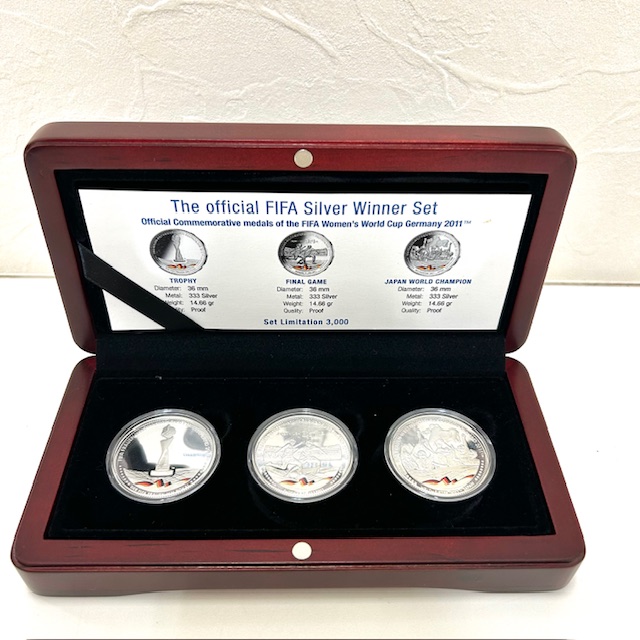 The official FIFA Silver Winner Set
Official Commemorative medals of the FIFA Women's World Cup Germany 2011™
TROPHY
Diameter: 36 mm
Metal: 333 Silver
Weight: 14.66 gr
Quality: Proof
FINAL GAME
Diameter: 36 mm
Metal: 333 Silver
Weight: 14.66 gr
Quality: Proof
JAPAN WORLD CHAMPION
Diameter: 36 mm
Metal: 333 Silver
Weight: 14.66 gr
Quality: Proof
Set Limitation 3,000